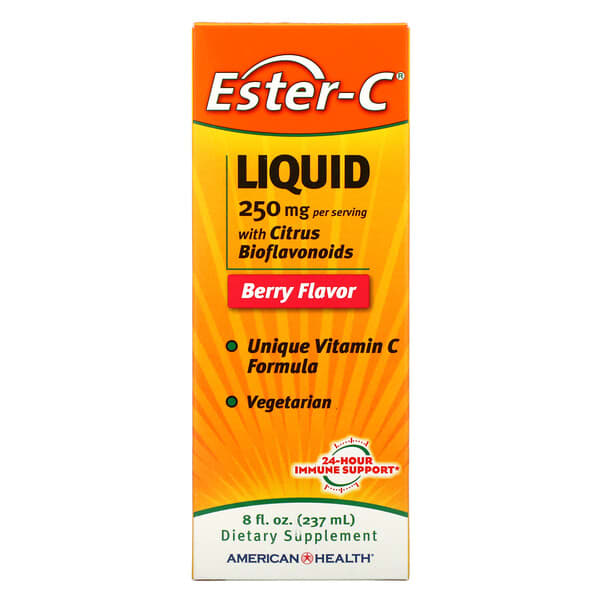 Ester-C®
LIQUID
250 mg per serving
with Citrus
Bioflavonoids
Berry Flavor
Unique Vitamin C
Formula
Vegetarian
24-HOUR
IMMUNE SUPPORT*
8 fl. oz. (237 mL)
Dietary Supplement
AMERICAN HEALTH®